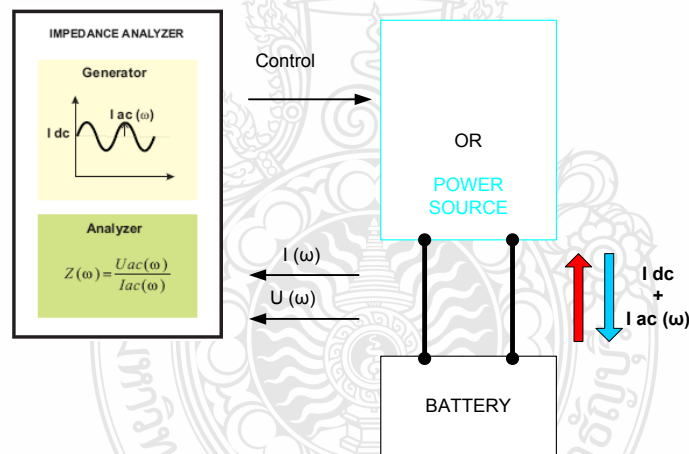 IMPEDANCE ANALYZER
Generator
I ac (ω)
I dc
Analyzer
Z(ω) = Uac(ω) / Iac(ω)
Control
I (ω)
U (ω)
OR
POWER
SOURCE
I dc
+
I ac (ω)
BATTERY